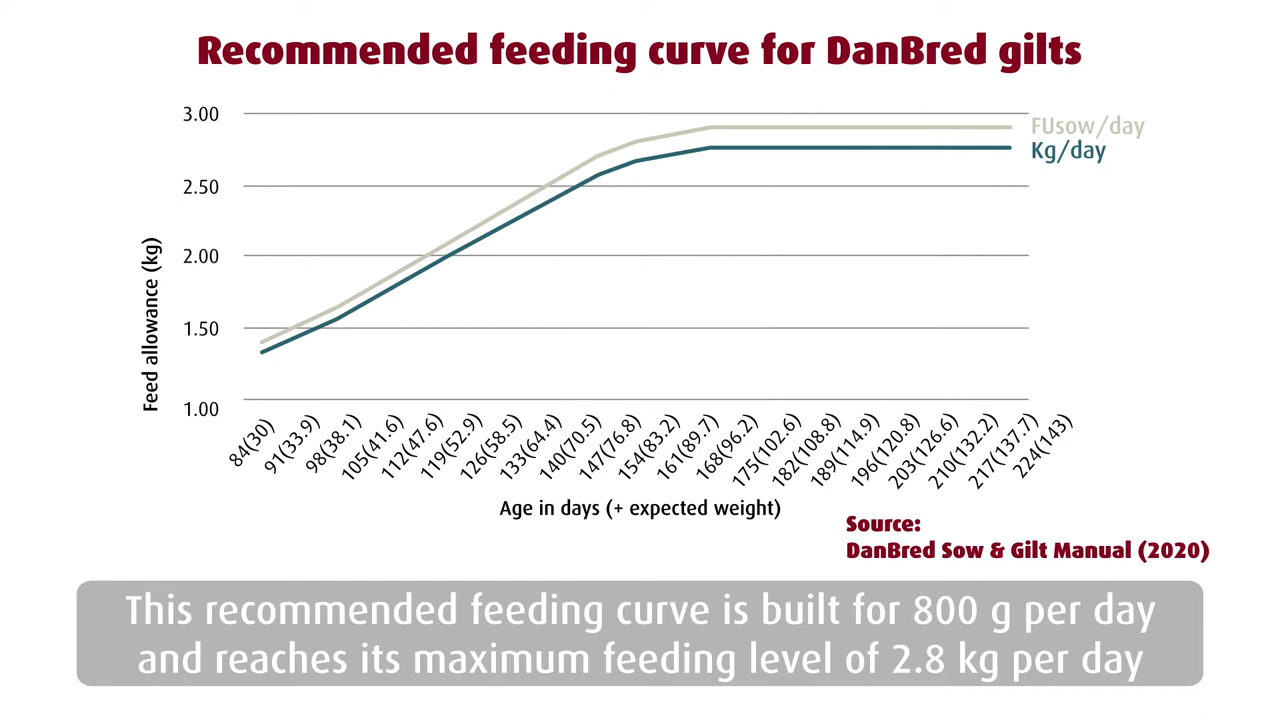 Recommended feeding curve for DanBred gilts
3.00
2.50
2.00
1.50
1.00
Feed allowance (kg)
FUsow/day
Kg/day
84(30)
91(33.9)
98(38.1)
105(41.6)
112(47.6)
119(52.9)
126(58.5)
133(64.4)
140(70.5)
147(76.8)
154(83.2)
161(89.7)
168(96.2)
175(102.6)
182(108.8)
189(114.9)
196(120.8)
203(126.6)
210(132.2)
217(137.7)
224(143)
Age in days (+ expected weight)
Source:
DanBred Sow & Gilt Manual (2020)
This recommended feeding curve is built for 800 g per day
and reaches its maximum feeding level of 2.8 kg per day